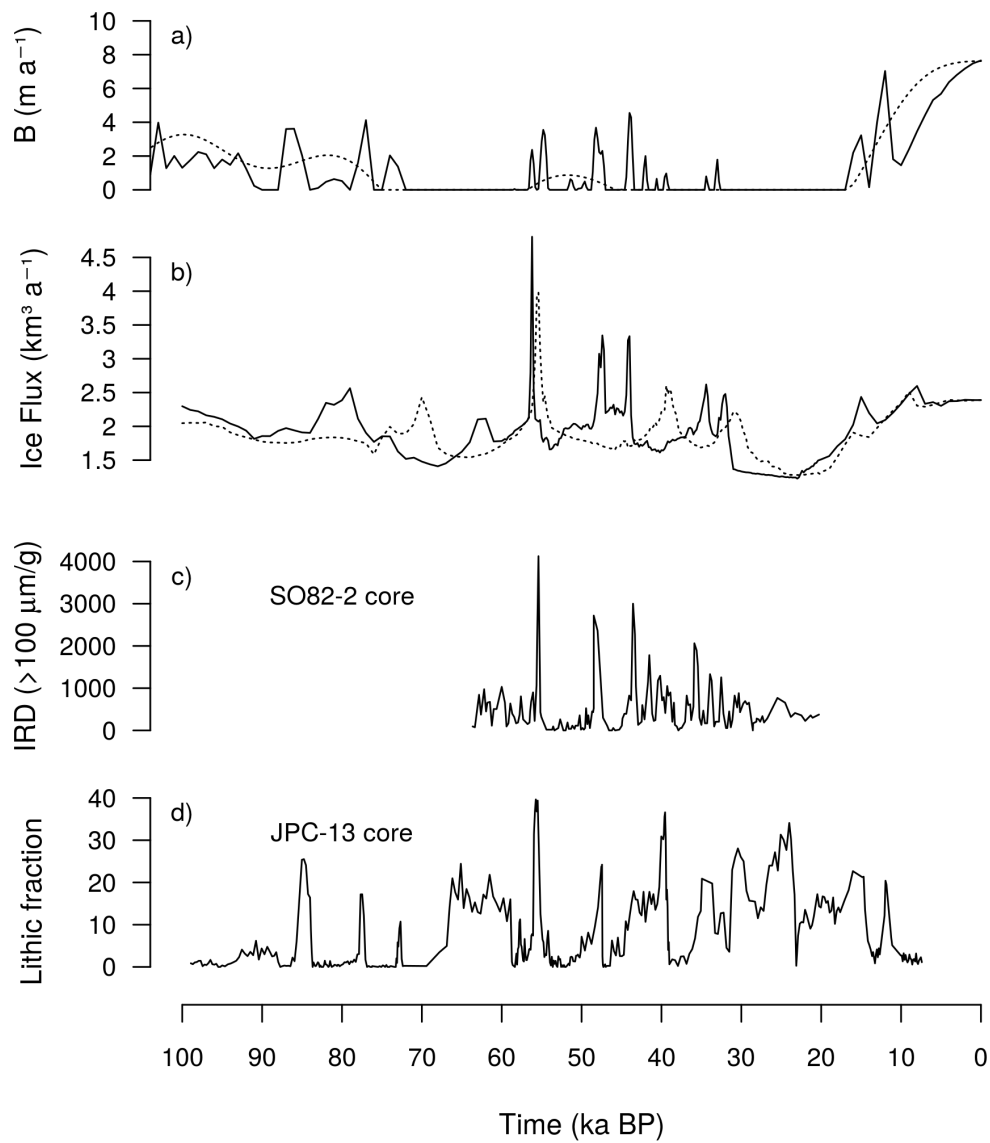 a)
B (m a⁻¹)
10
8
6
4
2
0
b)
Ice Flux (km³ a⁻¹)
4.5
4
3.5
3
2.5
2
1.5
c)
SO82-2 core
IRD (>100 µm/g)
4000
3000
2000
1000
0
d)
JPC-13 core
Lithic fraction
40
30
20
10
0
100 90 80 70 60 50 40 30 20 10 0
Time (ka BP)